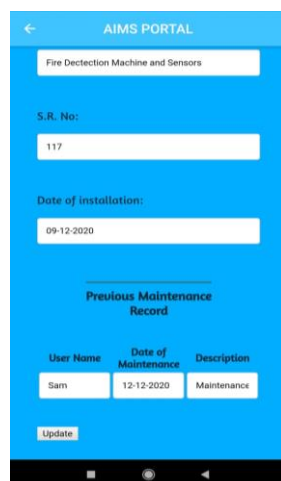 AIMS PORTAL
Fire Dectection Machine and Sensors
S.R. No:
117
Date of installation:
09-12-2020
Previous Maintenance
Record
User Name Date of Maintenance Description
Sam 12-12-2020 Maintenance
Update